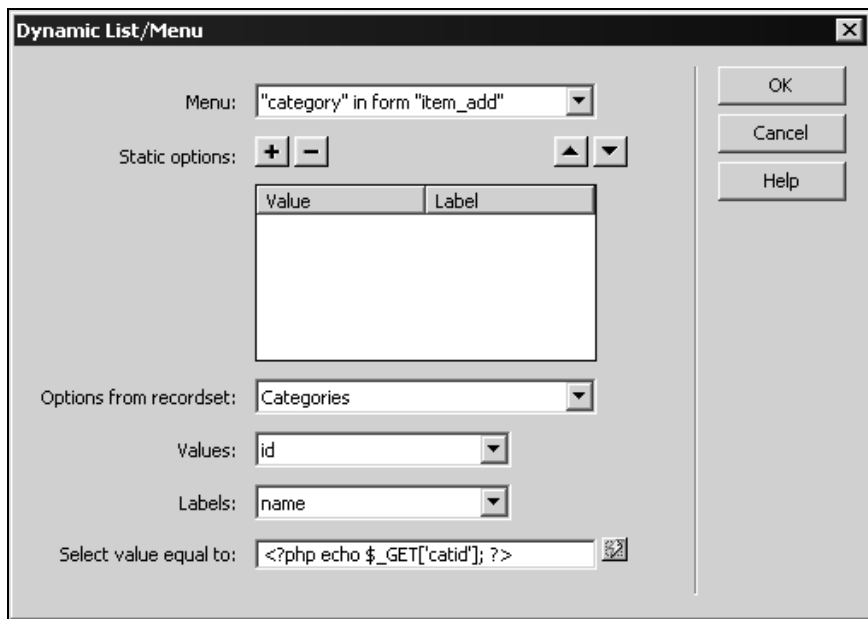 Dynamic List/Menu
Menu: "category" in form "item_add"
OK
Cancel
Static options: + −
Help
Value Label
Options from recordset: Categories
Values: id
Labels: name
Select value equal to: <?php echo $_GET['catid']; ?>